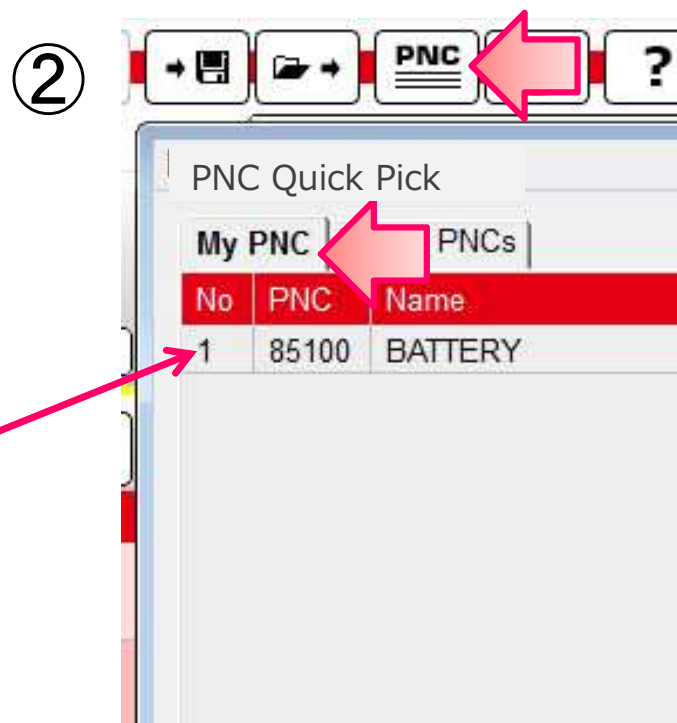 ②
PNC
?
PNC Quick Pick
My PNC PNCs
No PNC Name
1 85100 BATTERY